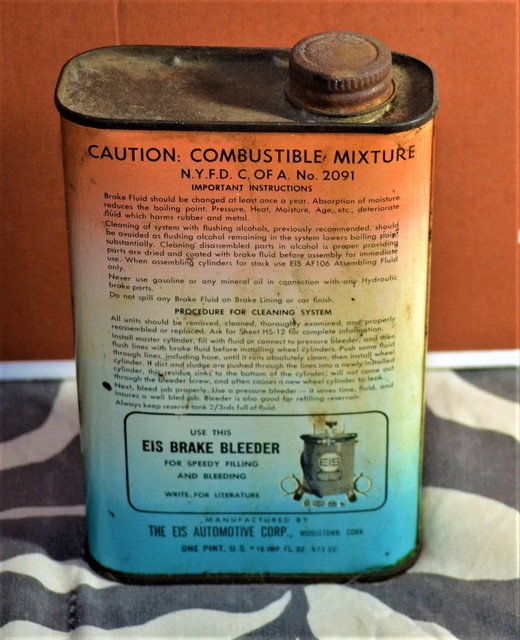 CAUTION: COMBUSTIBLE MIXTURE
N.Y.F.D. C. OF A. No. 2091
IMPORTANT INSTRUCTIONS
Brake Fluid should be changed at least once a year. Absorption of moisture
reduces the boiling point. Pressure, Heat, Moisture, Age, etc., deteriorate
fluid which harms rubber and metal.
Cleaning of system with flushing alcohols, previously recommended, should
be avoided as flushing alcohol remaining in the system lowers boiling point
substantially. Cleaning disassembled parts in alcohol is proper providing
parts are dried and coated with brake fluid before assembly for immediate
use. When assembling cylinders for stock use EIS AF106 Assembling Fluid
only.
Never use gasoline or any mineral oil in connection with any Hydraulic
brake parts.
Do not spill any Brake Fluid on Brake Lining or car finish.
PROCEDURE FOR CLEANING SYSTEM
All units should be removed, cleaned, thoroughly examined, and properly
reassembled or replaced. Ask for Sheet HS-12 for complete information.
Install master cylinder, fill with fluid or connect to pressure bleeder, and then
flush lines with brake fluid before installing wheel cylinders. Push some fluid
through lines, including hose, until it runs absolutely clean, then install wheel
cylinder. If dirt and sludge are pushed through the lines into a newly installed
cylinder, this residue sinks to the bottom of the cylinder, will not come out
through the bleeder screw, and often causes a new wheel cylinder to leak.
Next, bleed job properly. Use a pressure bleeder — it saves time, fluid, and
insures a well bled job. Bleeder is also good for refilling reservoir.
Always keep reserve tank 2/3rds full of fluid.
USE THIS
EIS BRAKE BLEEDER
FOR SPEEDY FILLING
AND BLEEDING
WRITE FOR LITERATURE
EIS
MANUFACTURED BY
THE EIS AUTOMOTIVE CORP., MIDDLETOWN, CONN.
ONE PINT, U.S. * 16 IMP FL. OZ. 473 CC.